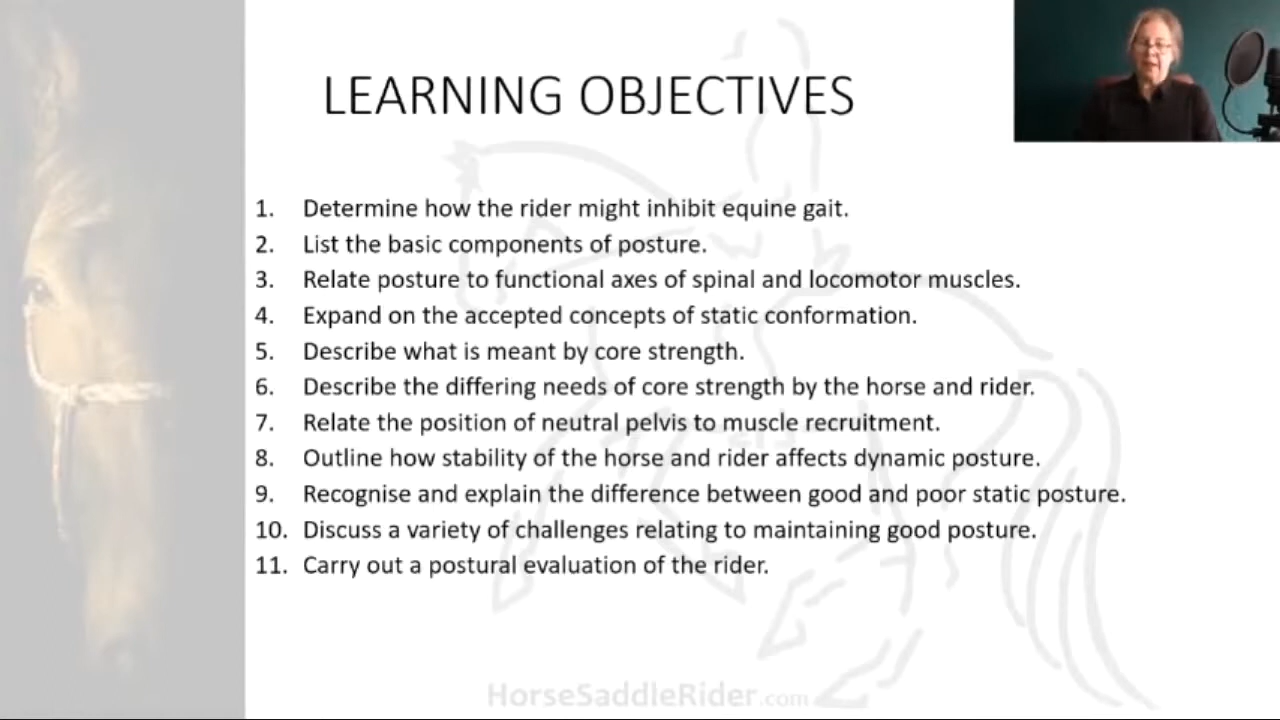 LEARNING OBJECTIVES
1. Determine how the rider might inhibit equine gait.
2. List the basic components of posture.
3. Relate posture to functional axes of spinal and locomotor muscles.
4. Expand on the accepted concepts of static conformation.
5. Describe what is meant by core strength.
6. Describe the differing needs of core strength by the horse and rider.
7. Relate the position of neutral pelvis to muscle recruitment.
8. Outline how stability of the horse and rider affects dynamic posture.
9. Recognise and explain the difference between good and poor static posture.
10. Discuss a variety of challenges relating to maintaining good posture.
11. Carry out a postural evaluation of the rider.
HorseSaddleRider.com